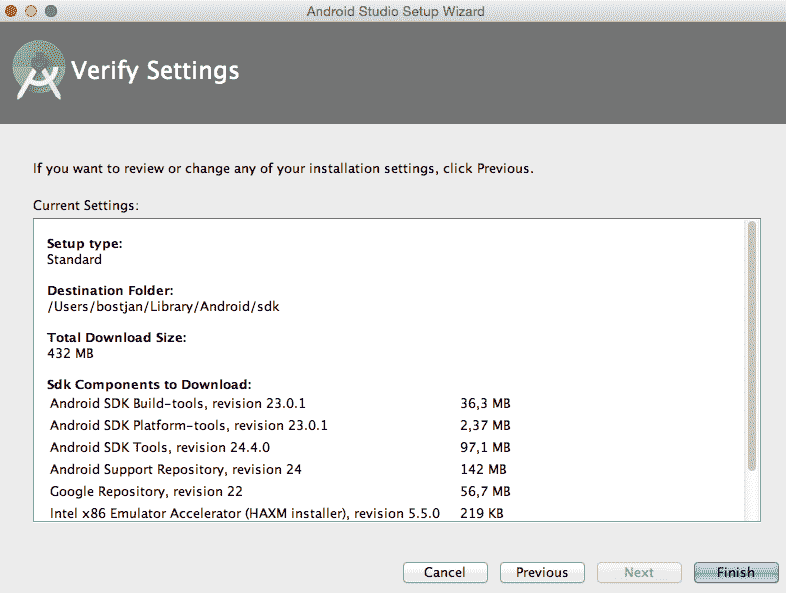 Android Studio Setup Wizard
Verify Settings
If you want to review or change any of your installation settings, click Previous.
Current Settings:
Setup type:
Standard
Destination Folder:
/Users/bostjan/Library/Android/sdk
Total Download Size:
432 MB
Sdk Components to Download:
Android SDK Build-tools, revision 23.0.1 36,3 MB
Android SDK Platform-tools, revision 23.0.1 2,37 MB
Android SDK Tools, revision 24.4.0 97,1 MB
Android Support Repository, revision 24 142 MB
Google Repository, revision 22 56,7 MB
Intel x86 Emulator Accelerator (HAXM installer), revision 5.5.0 219 KB
Cancel Previous Next Finish